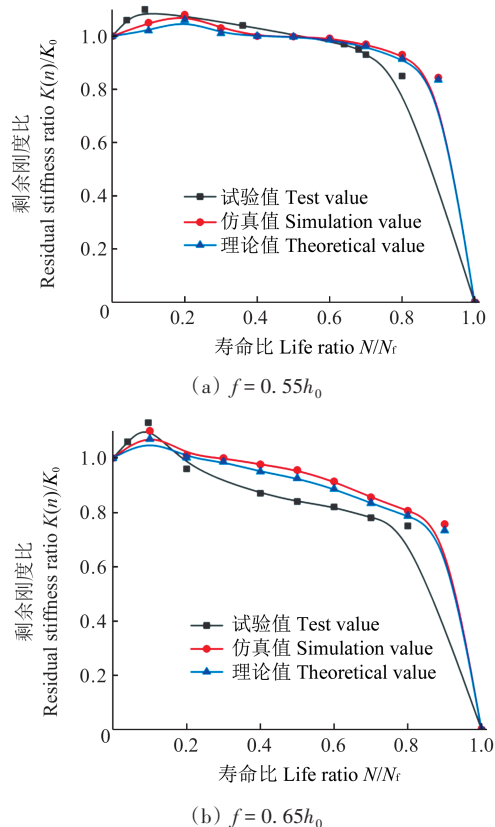 1.0
0.8
0.6
0.4
0.2
0
0.2
0.4
0.6
0.8
1.0
剩余刚度比
Residual stiffness ratio K(n)/K₀
试验值 Test value
仿真值 Simulation value
理论值 Theoretical value
寿命比 Life ratio N/Nf
（a）f = 0.55h₀
1.0
0.8
0.6
0.4
0.2
0
0.2
0.4
0.6
0.8
1.0
剩余刚度比
Residual stiffness ratio K(n)/K₀
试验值 Test value
仿真值 Simulation value
理论值 Theoretical value
寿命比 Life ratio N/Nf
（b）f = 0.65h₀